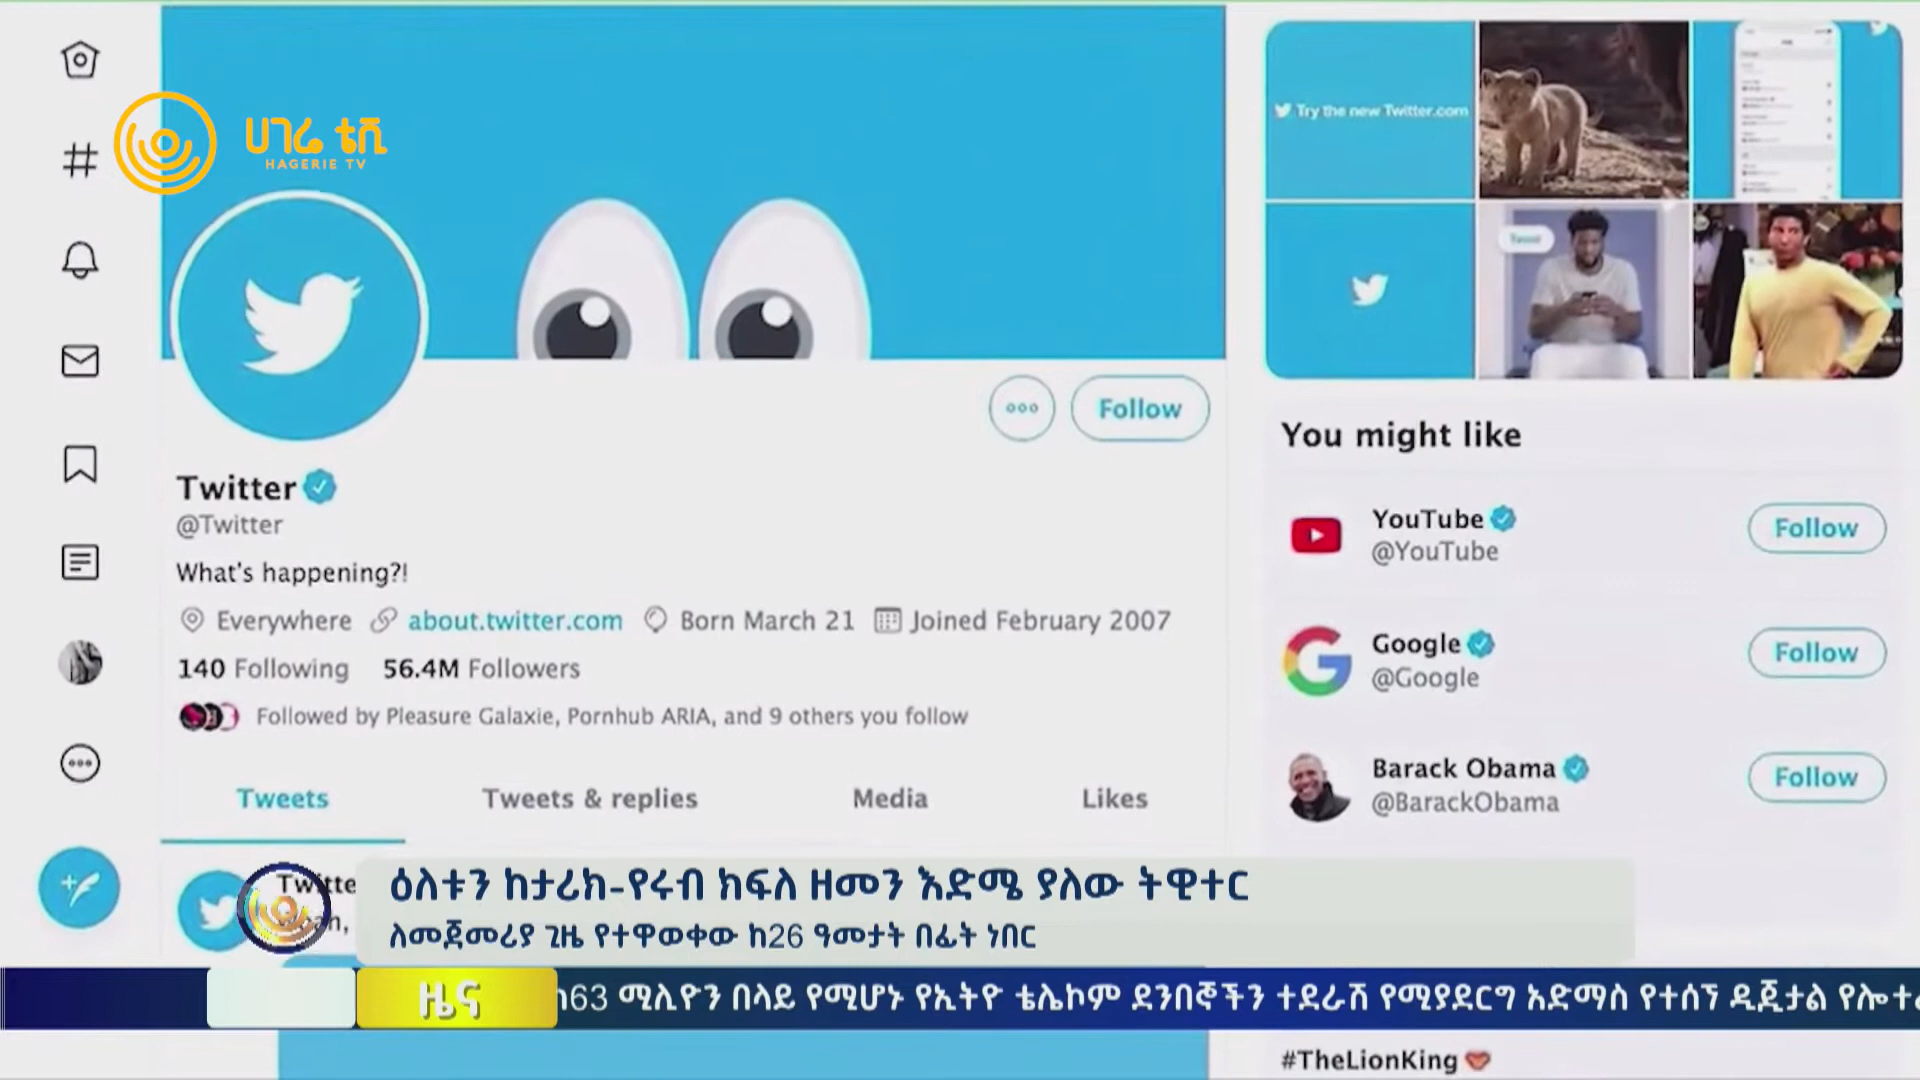 ሀገሬ ቲቪ
HAGERIE TV
Try the new Twitter.com
Follow
Twitter
@Twitter
What's happening?!
Everywhere about.twitter.com Born March 21 Joined February 2007
140 Following 56.4M Followers
Followed by Pleasure Galaxie, Pornhub ARIA, and 9 others you follow
Tweets Tweets & replies Media Likes
You might like
YouTube
@YouTube
Follow
Google
@Google
Follow
Barack Obama
@BarackObama
Follow
#TheLionKing
ዕለቱን ከታሪክ-የሩብ ክፍለ ዘመን እድሜ ያለው ትዊተር
ለመጀመሪያ ጊዜ የተዋወቀው ከ26 ዓመታት በፊት ነበር
ዜና
ከ63 ሚሊዮን በላይ የሚሆኑ የኢትዮ ቴሌኮም ደንበኞችን ተደራሽ የሚያደርግ አድማስ የተሰኘ ዲጂታል